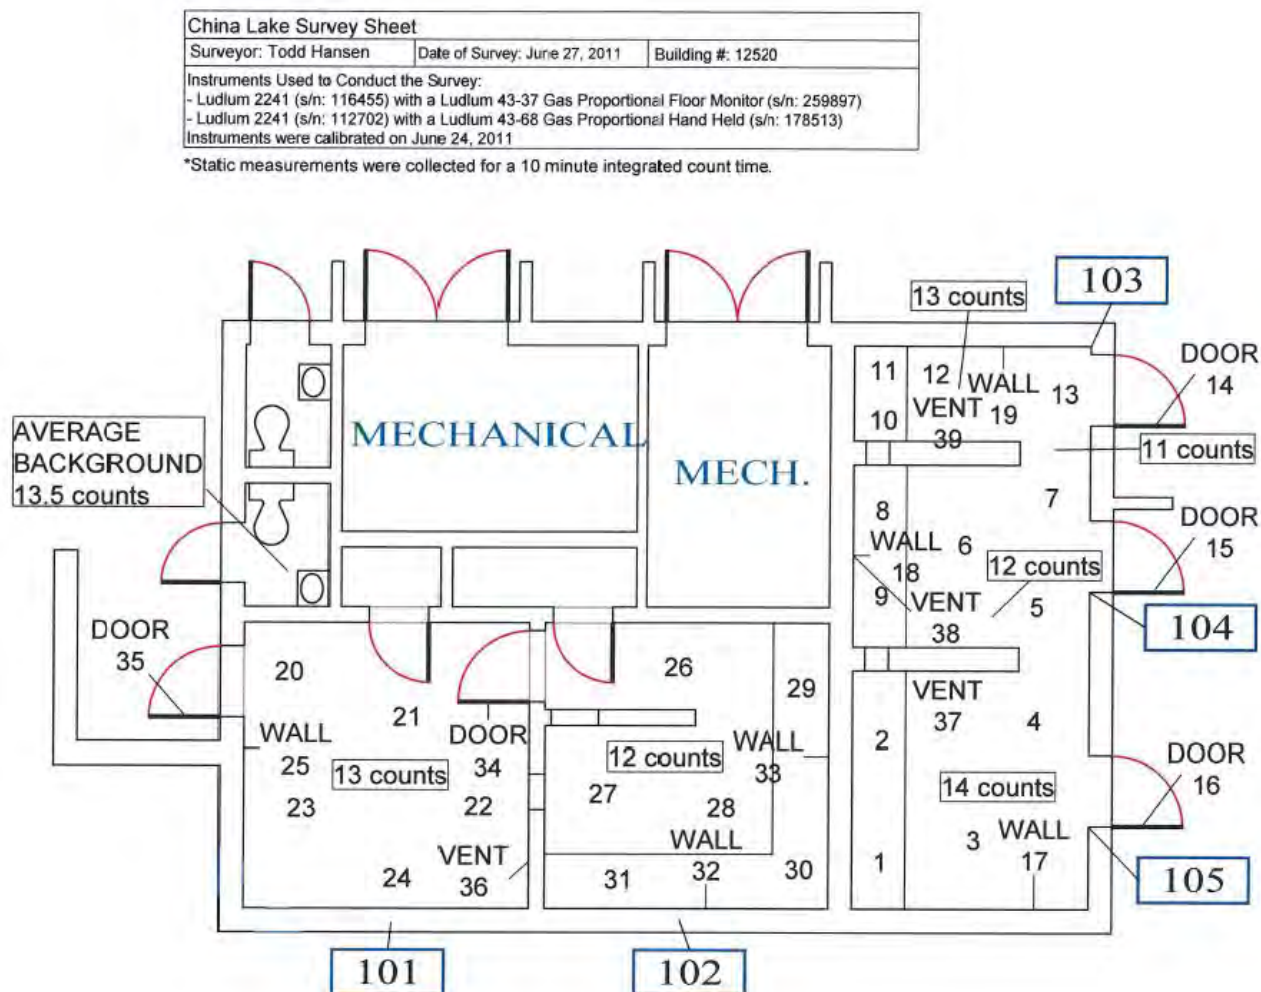 China Lake Survey Sheet
Surveyor: Todd Hansen
Date of Survey: June 27, 2011
Building #: 12520
Instruments Used to Conduct the Survey:
- Ludlum 2241 (s/n: 116455) with a Ludlum 43-37 Gas Proportional Floor Monitor (s/n: 259897)
- Ludlum 2241 (s/n: 112702) with a Ludlum 43-68 Gas Proportional Hand Held (s/n: 178513)
Instruments were calibrated on June 24, 2011
*Static measurements were collected for a 10 minute integrated count time.
13 counts
103
11
12
WALL
19
13
DOOR
14
10
VENT
39
11 counts
AVERAGE
BACKGROUND
13.5 counts
MECHANICAL
MECH.
7
8
WALL
18
6
DOOR
15
12 counts
9
VENT
38
5
104
DOOR
35
20
26
29
21
VENT
37
4
WALL
25
DOOR
34
12 counts
WALL
33
2
13 counts
14 counts
DOOR
16
23
22
27
28
WALL
32
3
WALL
17
VENT
36
24
31
30
1
105
101
102